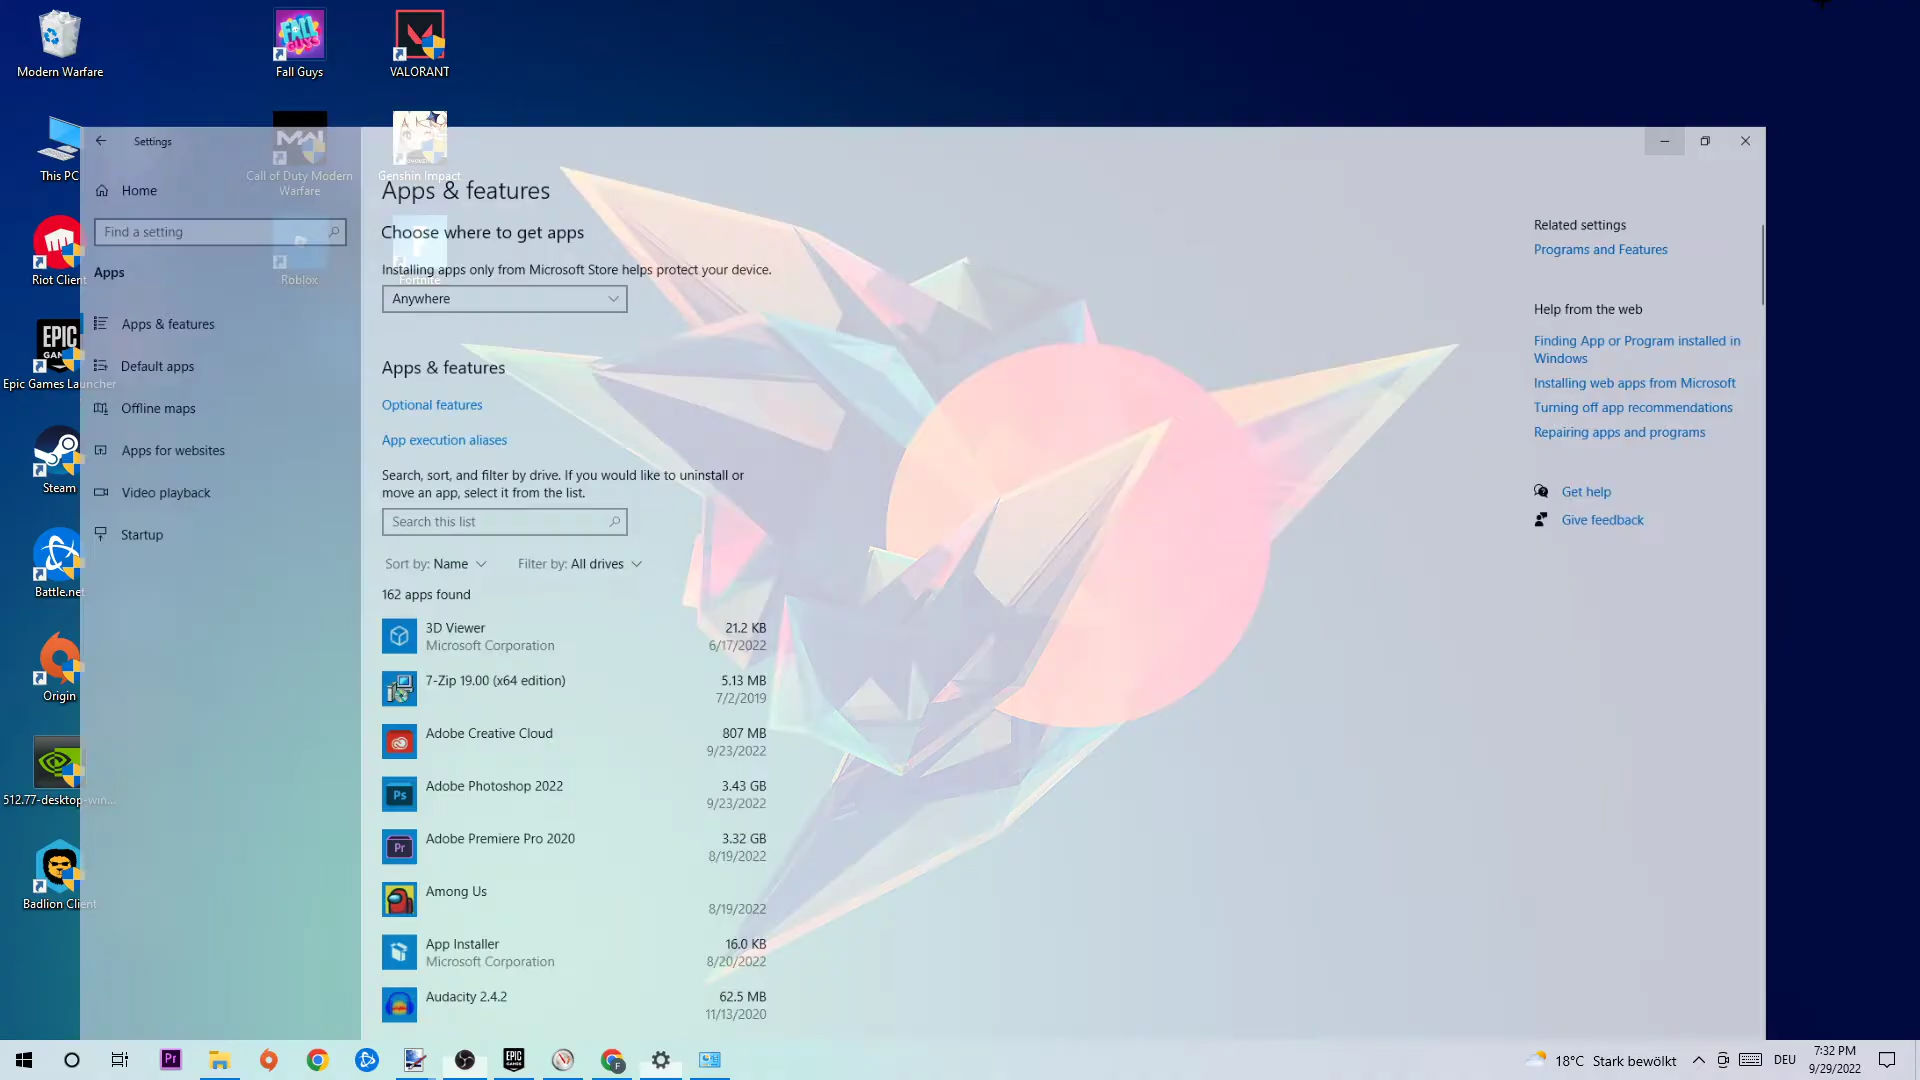 Modern Warfare
Fall Guys
VALORANT
This PC
Call of Duty Modern
Warfare
Genshin Impact
Riot Client
Roblox
Fortnite
EPIC
Epic Games Launcher
Steam
Battle.net
Origin
512.77-desktop-win...
Badlion Client
Settings
Home
Find a setting
Apps
Apps & features
Default apps
Offline maps
Apps for websites
Video playback
Startup
Apps & features
Choose where to get apps
Installing apps only from Microsoft Store helps protect your device.
Anywhere
Apps & features
Optional features
App execution aliases
Search, sort, and filter by drive. If you would like to uninstall or
move an app, select it from the list.
Search this list
Sort by: Name
Filter by: All drives
162 apps found
3D Viewer 21.2 KB
Microsoft Corporation 6/17/2022
7-Zip 19.00 (x64 edition) 5.13 MB
7/2/2019
Adobe Creative Cloud 807 MB
9/23/2022
Ps
Adobe Photoshop 2022 3.43 GB
9/23/2022
Pr
Adobe Premiere Pro 2020 3.32 GB
8/19/2022
Among Us
8/19/2022
App Installer 16.0 KB
Microsoft Corporation 8/20/2022
Audacity 2.4.2 62.5 MB
11/13/2020
Related settings
Programs and Features
Help from the web
Finding App or Program installed in
Windows
Installing web apps from Microsoft
Turning off app recommendations
Repairing apps and programs
Get help
Give feedback
Pr
EPIC
F
18°C Stark bewölkt
DEU
7:32 PM
9/29/2022